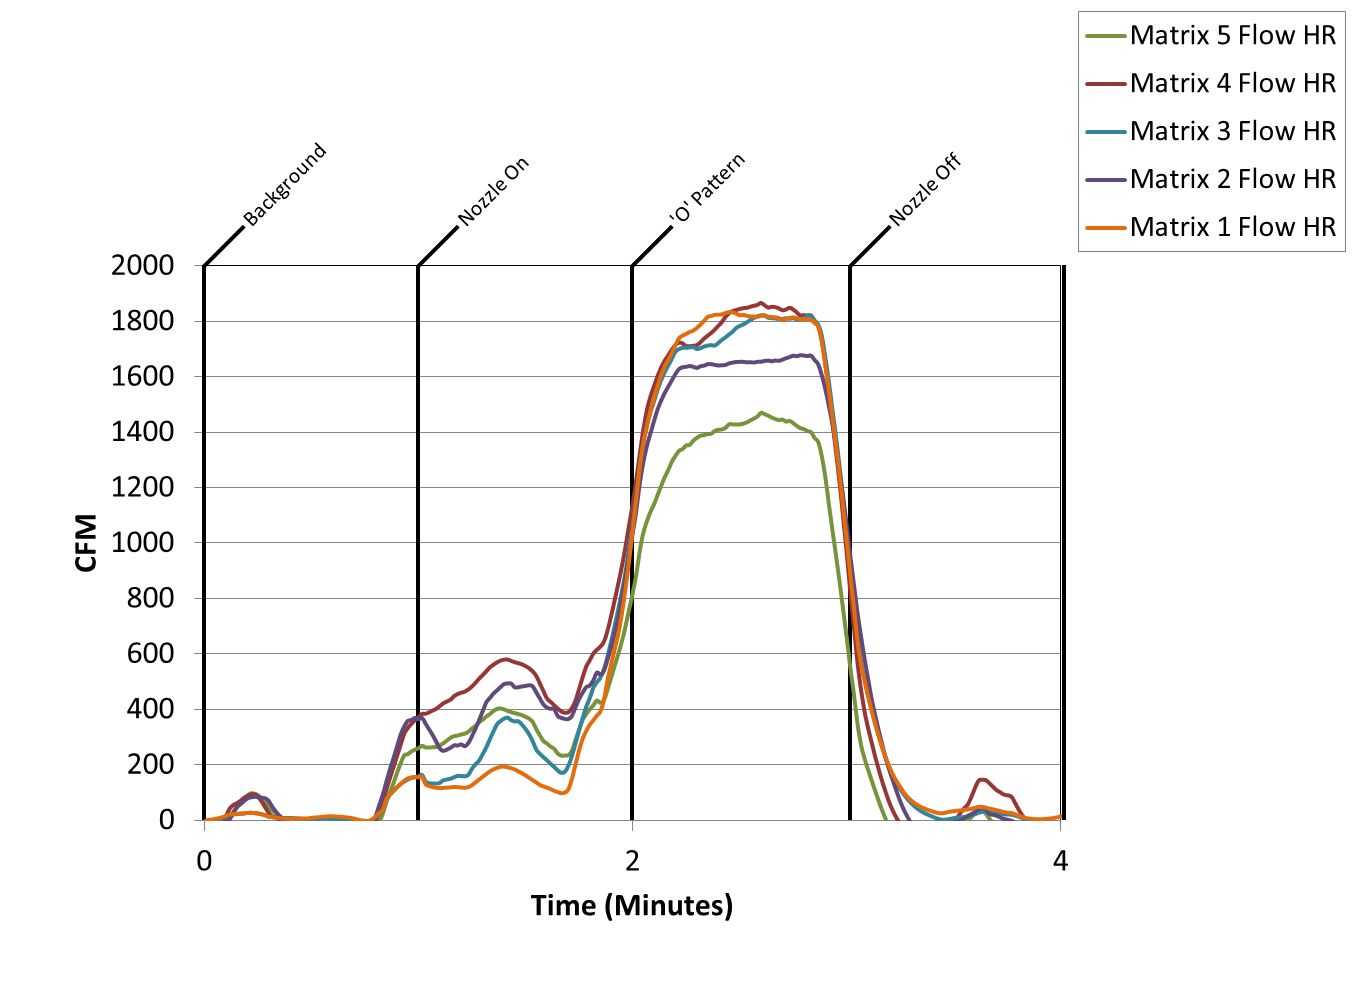 Matrix 5 Flow HR
Matrix 4 Flow HR
Matrix 3 Flow HR
Matrix 2 Flow HR
Matrix 1 Flow HR
Background
Nozzle On
'O' Pattern
Nozzle Off
2000
1800
1600
1400
1200
1000
800
600
400
200
0
CFM
0 2 4
Time (Minutes)